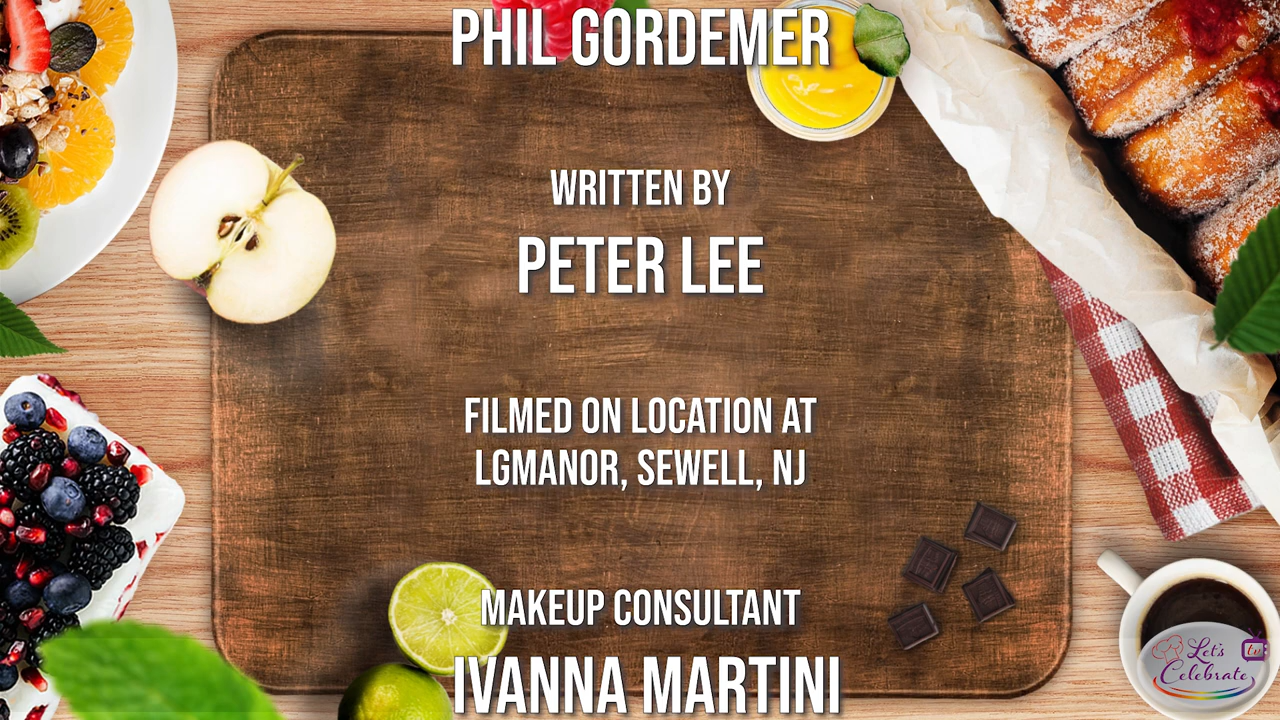 PHIL GORDEMER
WRITTEN BY
PETER LEE
FILMED ON LOCATION AT
LGMANOR, SEWELL, NJ
MAKEUP CONSULTANT
IVANNA MARTINI
Let's
tv
Celebrate